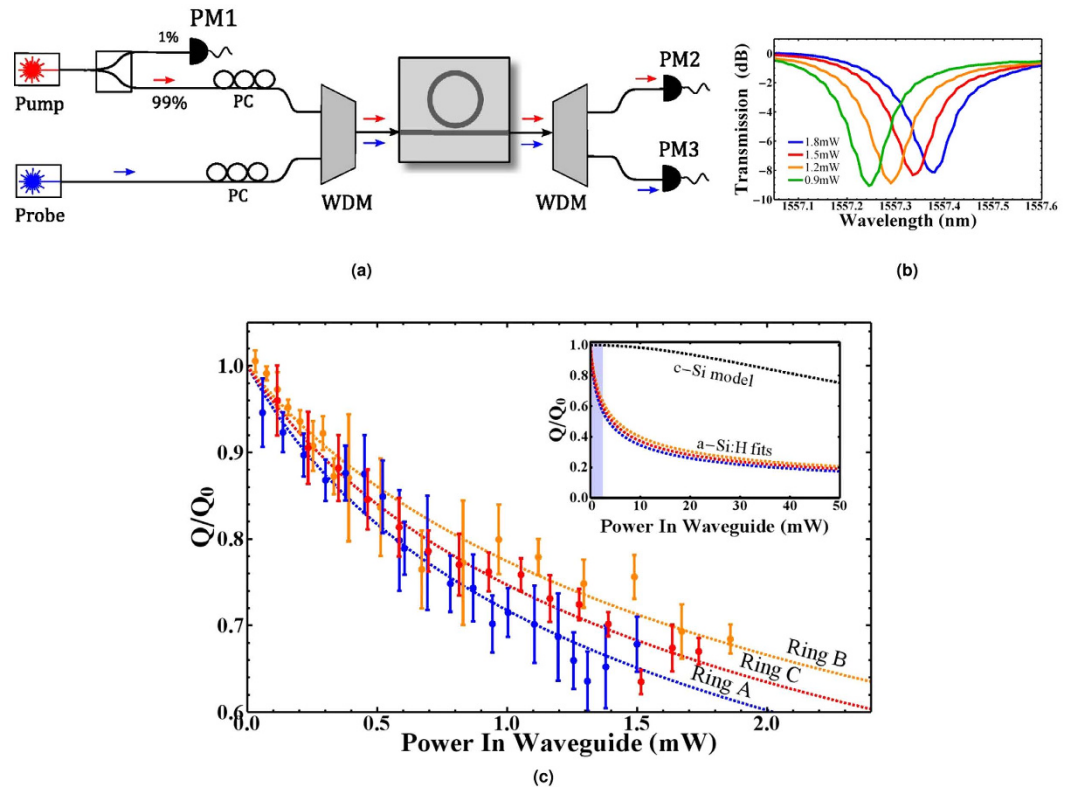 PM1
1%
Pump
99%
PC
PM2
WDM
WDM
PM3
PC
Probe
(a)
Transmission (dB)
0
−2
−4
−6
−8
−10
1.8mW
1.5mW
1.2mW
0.9mW
1557.1
1557.2
1557.3
1557.4
1557.5
1557.6
Wavelength (nm)
(b)
Q/Q0
1.0
0.9
0.8
0.7
0.6
0.0
0.5
1.0
1.5
2.0
Power In Waveguide (mW)
Ring B
Ring C
Ring A
Q/Q0
1.0
0.8
0.6
0.4
0.2
0.0
c−Si model
a−Si:H fits
0
10
20
30
40
50
Power In Waveguide (mW)
(c)